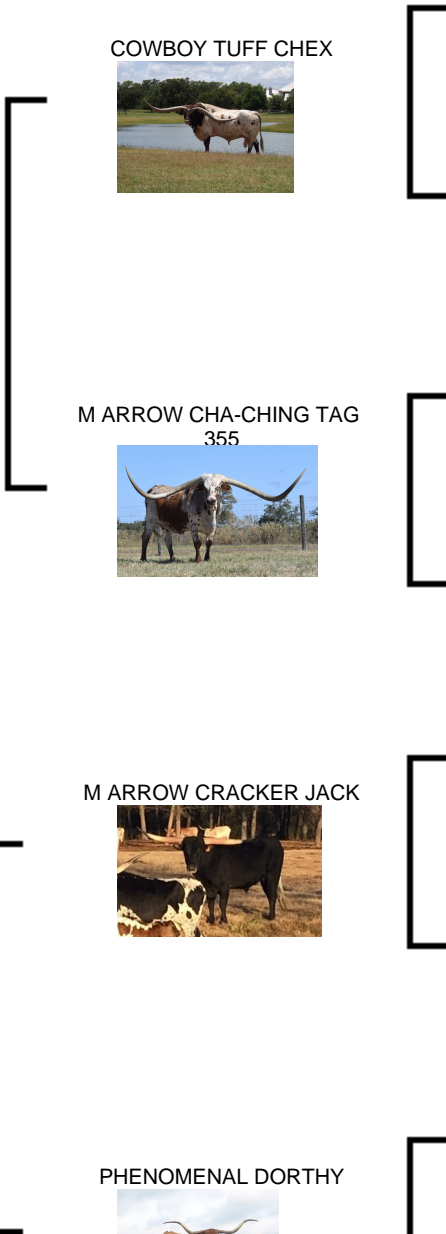 COWBOY TUFF CHEX
M ARROW CHA-CHING TAG
355
M ARROW CRACKER JACK
PHENOMENAL DORTHY